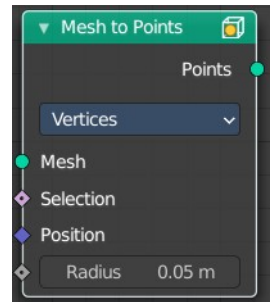 Mesh to Points
Points
Vertices
Mesh
Selection
Position
Radius 0.05 m